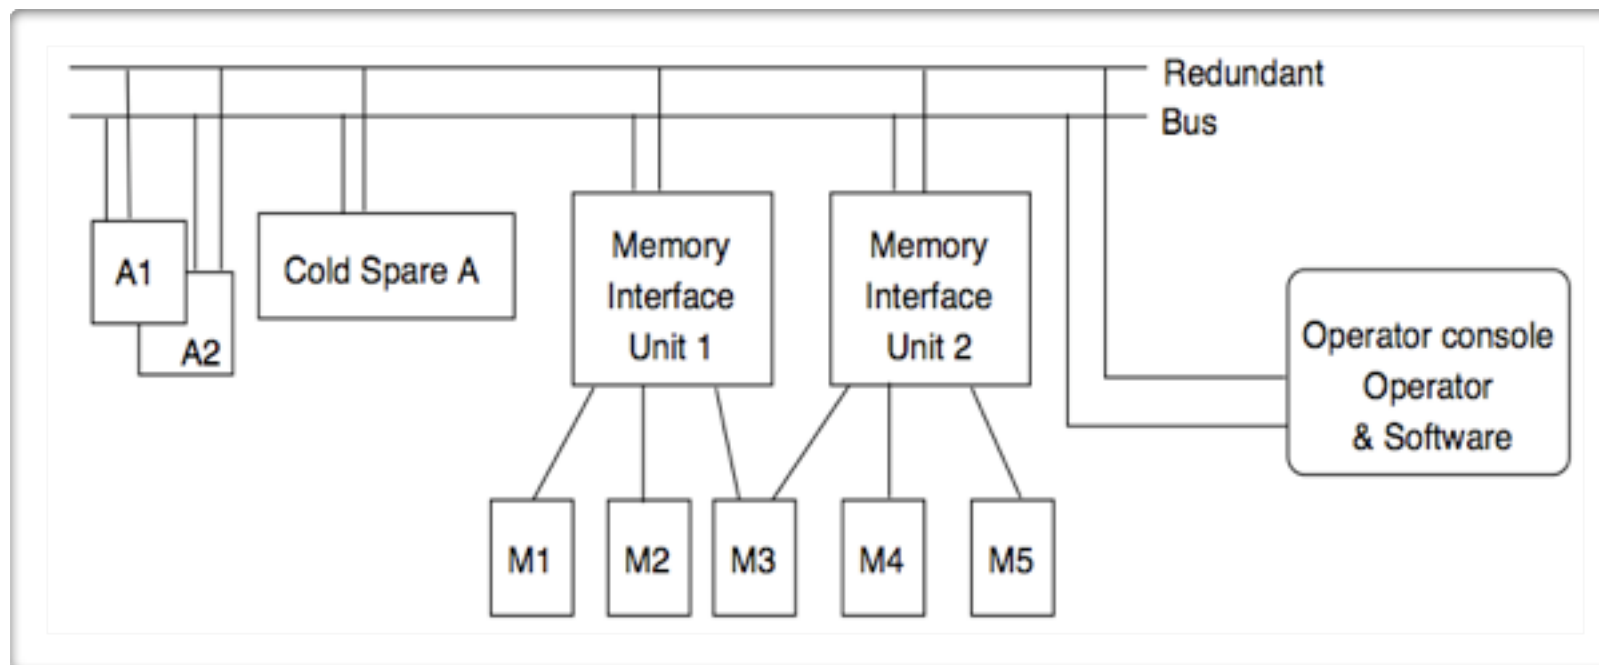 Redundant
Bus
A1
A2
Cold Spare A
Memory
Interface
Unit 1
Memory
Interface
Unit 2
Operator console
Operator
& Software
M1
M2
M3
M4
M5